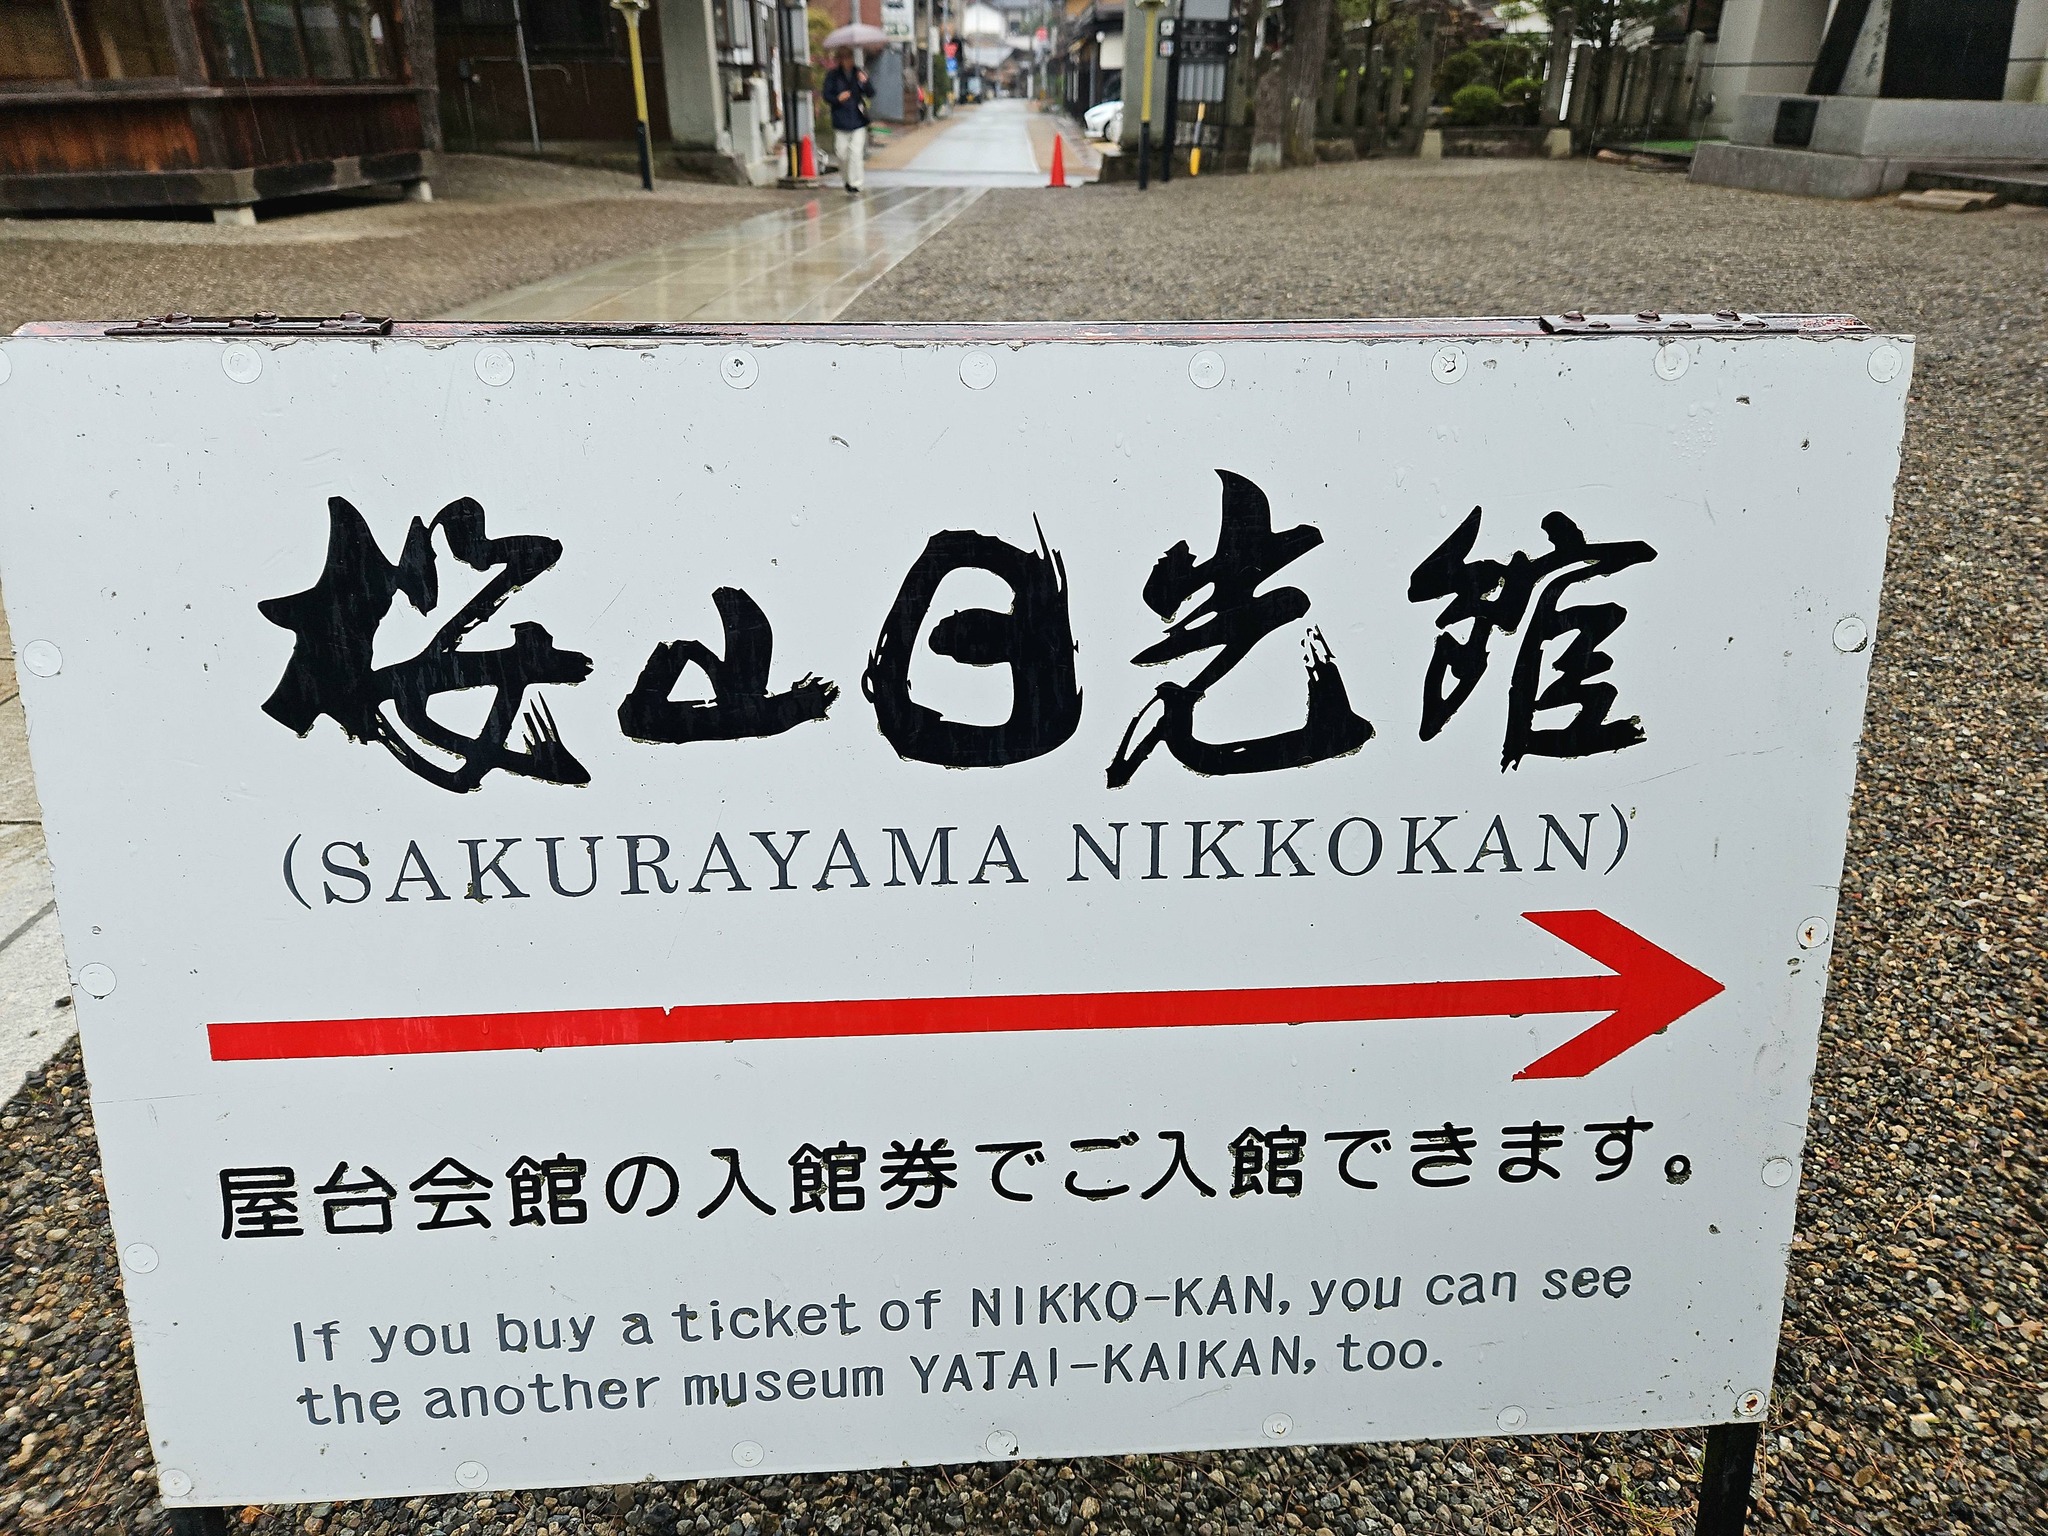 桜山日光館
(SAKURAYAMA NIKKOKAN)
屋台会館の入館券でご入館できます。
If you buy a ticket of NIKKO-KAN, you can see
the another museum YATAI-KAIKAN, too.